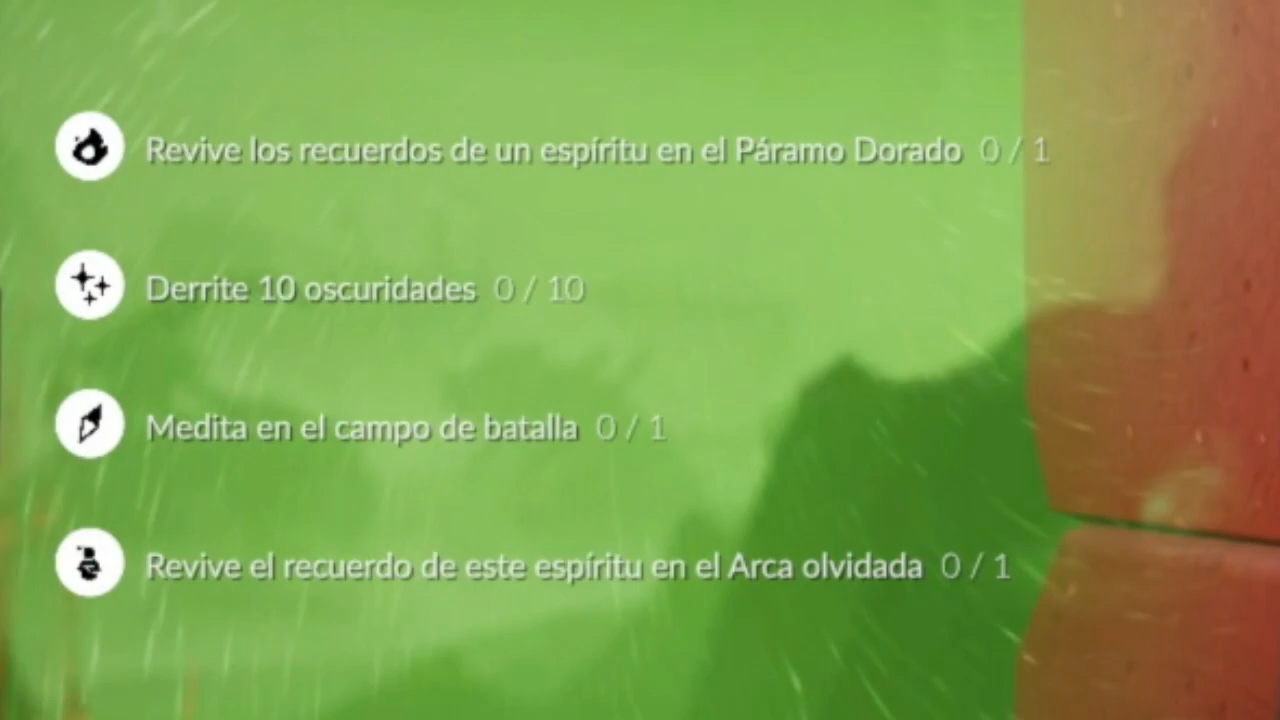 Revive los recuerdos de un espíritu en el Páramo Dorado 0 / 1
Derrite 10 oscuridades 0 / 10
Medita en el campo de batalla 0 / 1
Revive el recuerdo de este espíritu en el Arca olvidada 0 / 1